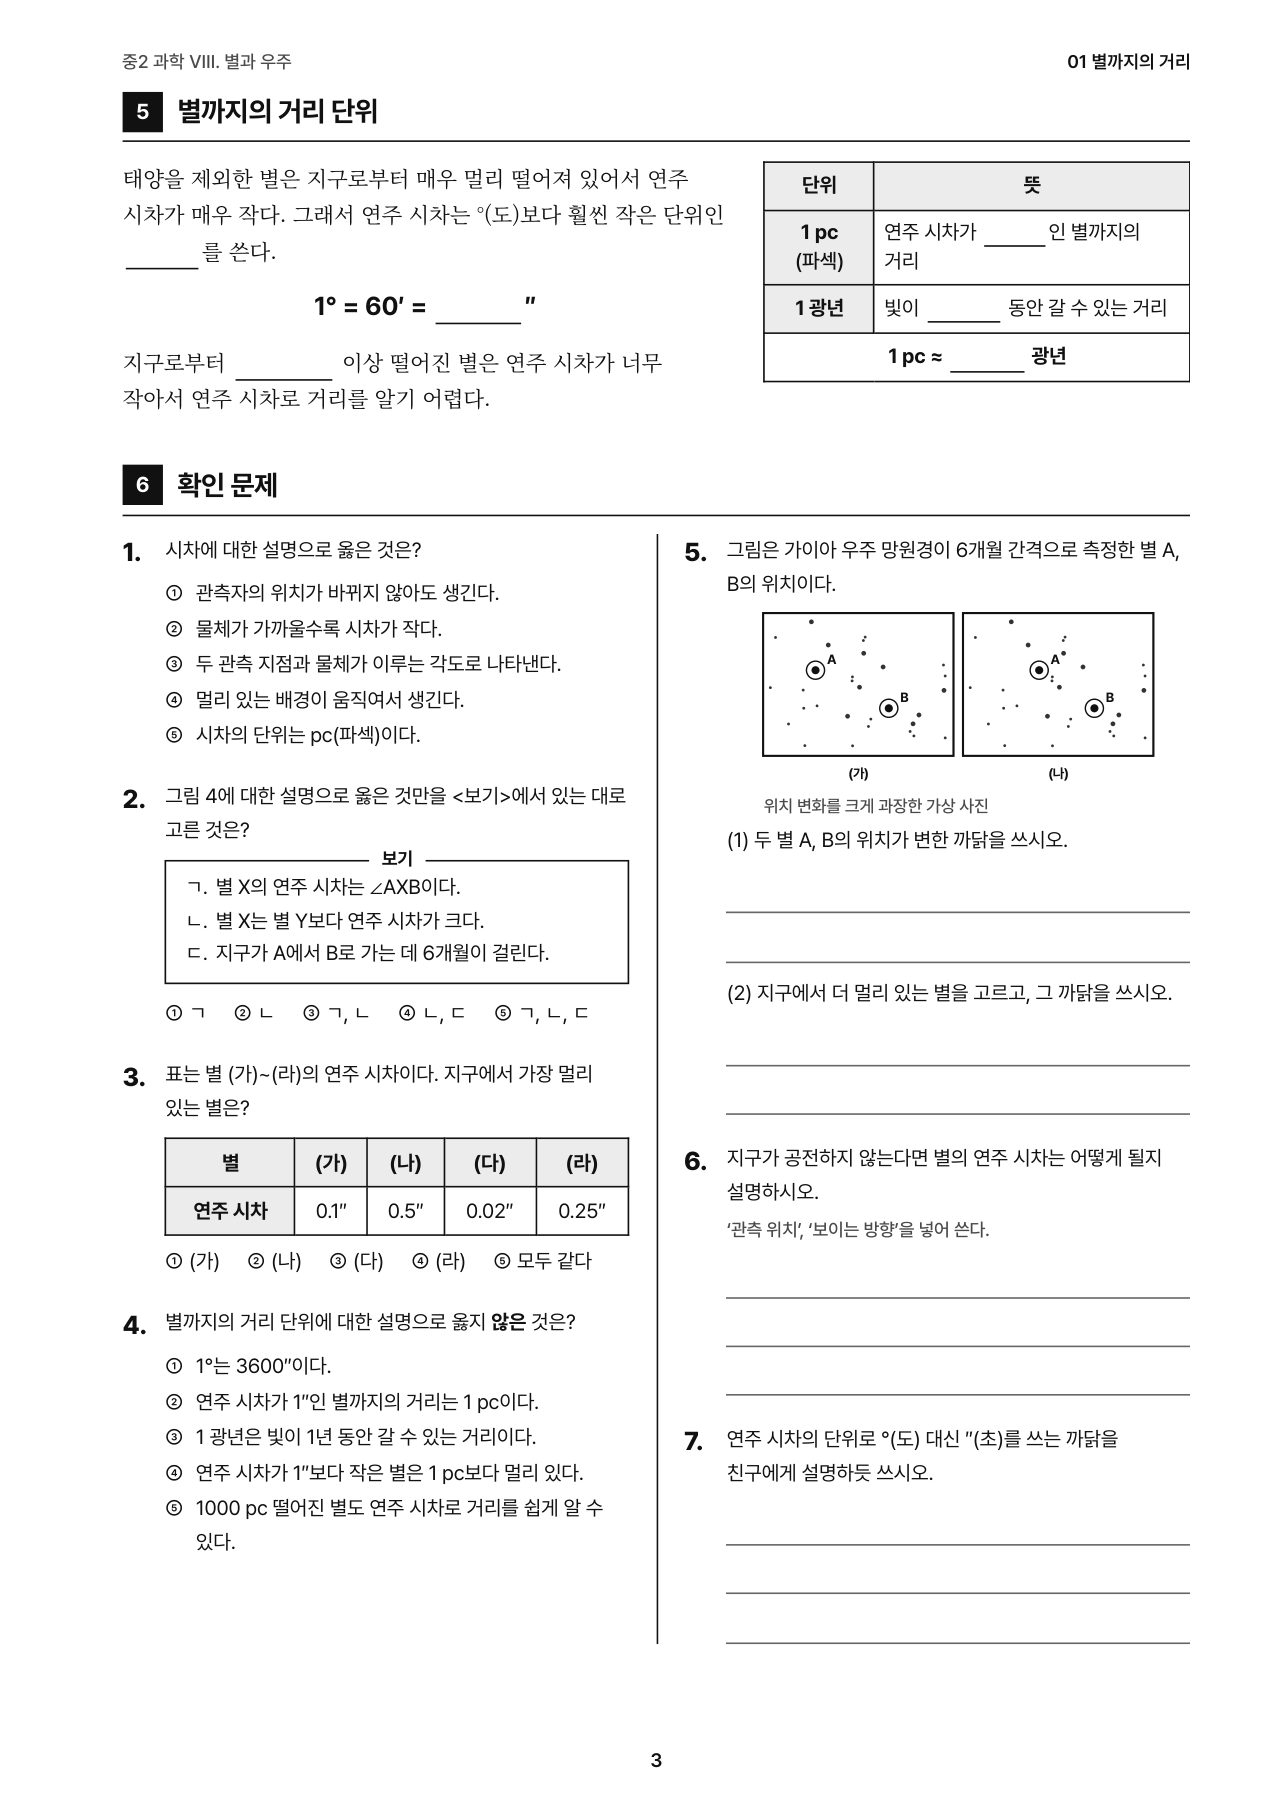 중2 과학 VIII. 별과 우주
01 별까지의 거리
5 별까지의 거리 단위
태양을 제외한 별은 지구로부터 매우 멀리 떨어져 있어서 연주
시차가 매우 작다. 그래서 연주 시차는 °(도)보다 훨씬 작은 단위인
______를 쓴다.
1° = 60′ = ______″
지구로부터 ______ 이상 떨어진 별은 연주 시차가 너무
작아서 연주 시차로 거리를 알기 어렵다.
단위 뜻
1 pc
(파섹)
연주 시차가 ______인 별까지의
거리
1 광년 빛이 ______ 동안 갈 수 있는 거리
1 pc ≈ ______ 광년
6 확인 문제
1. 시차에 대한 설명으로 옳은 것은?
① 관측자의 위치가 바뀌지 않아도 생긴다.
② 물체가 가까울수록 시차가 작다.
③ 두 관측 지점과 물체가 이루는 각도로 나타낸다.
④ 멀리 있는 배경이 움직여서 생긴다.
⑤ 시차의 단위는 pc(파섹)이다.
2. 그림 4에 대한 설명으로 옳은 것만을 <보기>에서 있는 대로
고른 것은?
보기
ㄱ. 별 X의 연주 시차는 ∠AXB이다.
ㄴ. 별 X는 별 Y보다 연주 시차가 크다.
ㄷ. 지구가 A에서 B로 가는 데 6개월이 걸린다.
① ㄱ ② ㄴ ③ ㄱ, ㄴ ④ ㄴ, ㄷ ⑤ ㄱ, ㄴ, ㄷ
3. 표는 별 (가)~(라)의 연주 시차이다. 지구에서 가장 멀리
있는 별은?
별 (가) (나) (다) (라)
연주 시차 0.1″ 0.5″ 0.02″ 0.25″
① (가) ② (나) ③ (다) ④ (라) ⑤ 모두 같다
4. 별까지의 거리 단위에 대한 설명으로 옳지 않은 것은?
① 1°는 3600″이다.
② 연주 시차가 1″인 별까지의 거리는 1 pc이다.
③ 1 광년은 빛이 1년 동안 갈 수 있는 거리이다.
④ 연주 시차가 1″보다 작은 별은 1 pc보다 멀리 있다.
⑤ 1000 pc 떨어진 별도 연주 시차로 거리를 쉽게 알 수
있다.
5. 그림은 가이아 우주 망원경이 6개월 간격으로 측정한 별 A,
B의 위치이다.
A B A B
(가) (나)
위치 변화를 크게 과장한 가상 사진
(1) 두 별 A, B의 위치가 변한 까닭을 쓰시오.
(2) 지구에서 더 멀리 있는 별을 고르고, 그 까닭을 쓰시오.
6. 지구가 공전하지 않는다면 별의 연주 시차는 어떻게 될지
설명하시오.
‘관측 위치’, ‘보이는 방향’을 넣어 쓴다.
7. 연주 시차의 단위로 °(도) 대신 ″(초)를 쓰는 까닭을
친구에게 설명하듯 쓰시오.
3